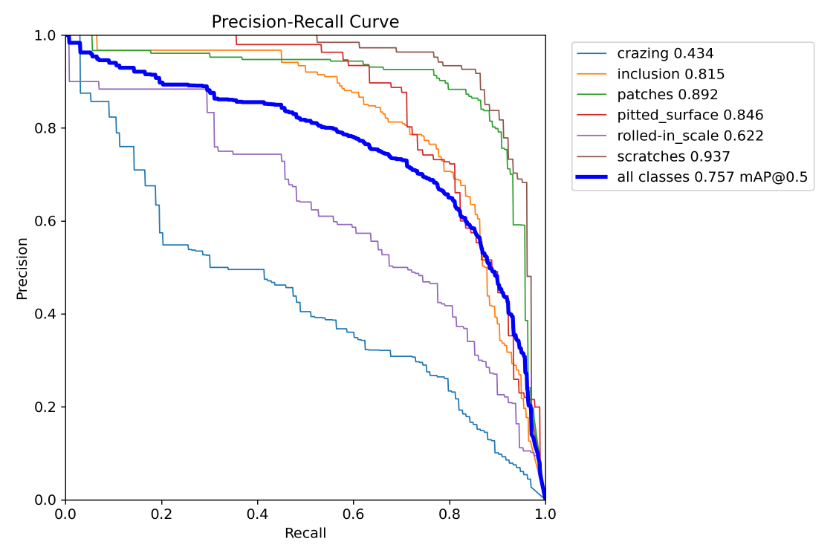 Precision-Recall Curve
1.0
0.8
0.6
0.4
0.2
0.0
Precision
0.0 0.2 0.4 0.6 0.8 1.0
Recall
crazing 0.434
inclusion 0.815
patches 0.892
pitted_surface 0.846
rolled-in_scale 0.622
scratches 0.937
all classes 0.757 mAP@0.5